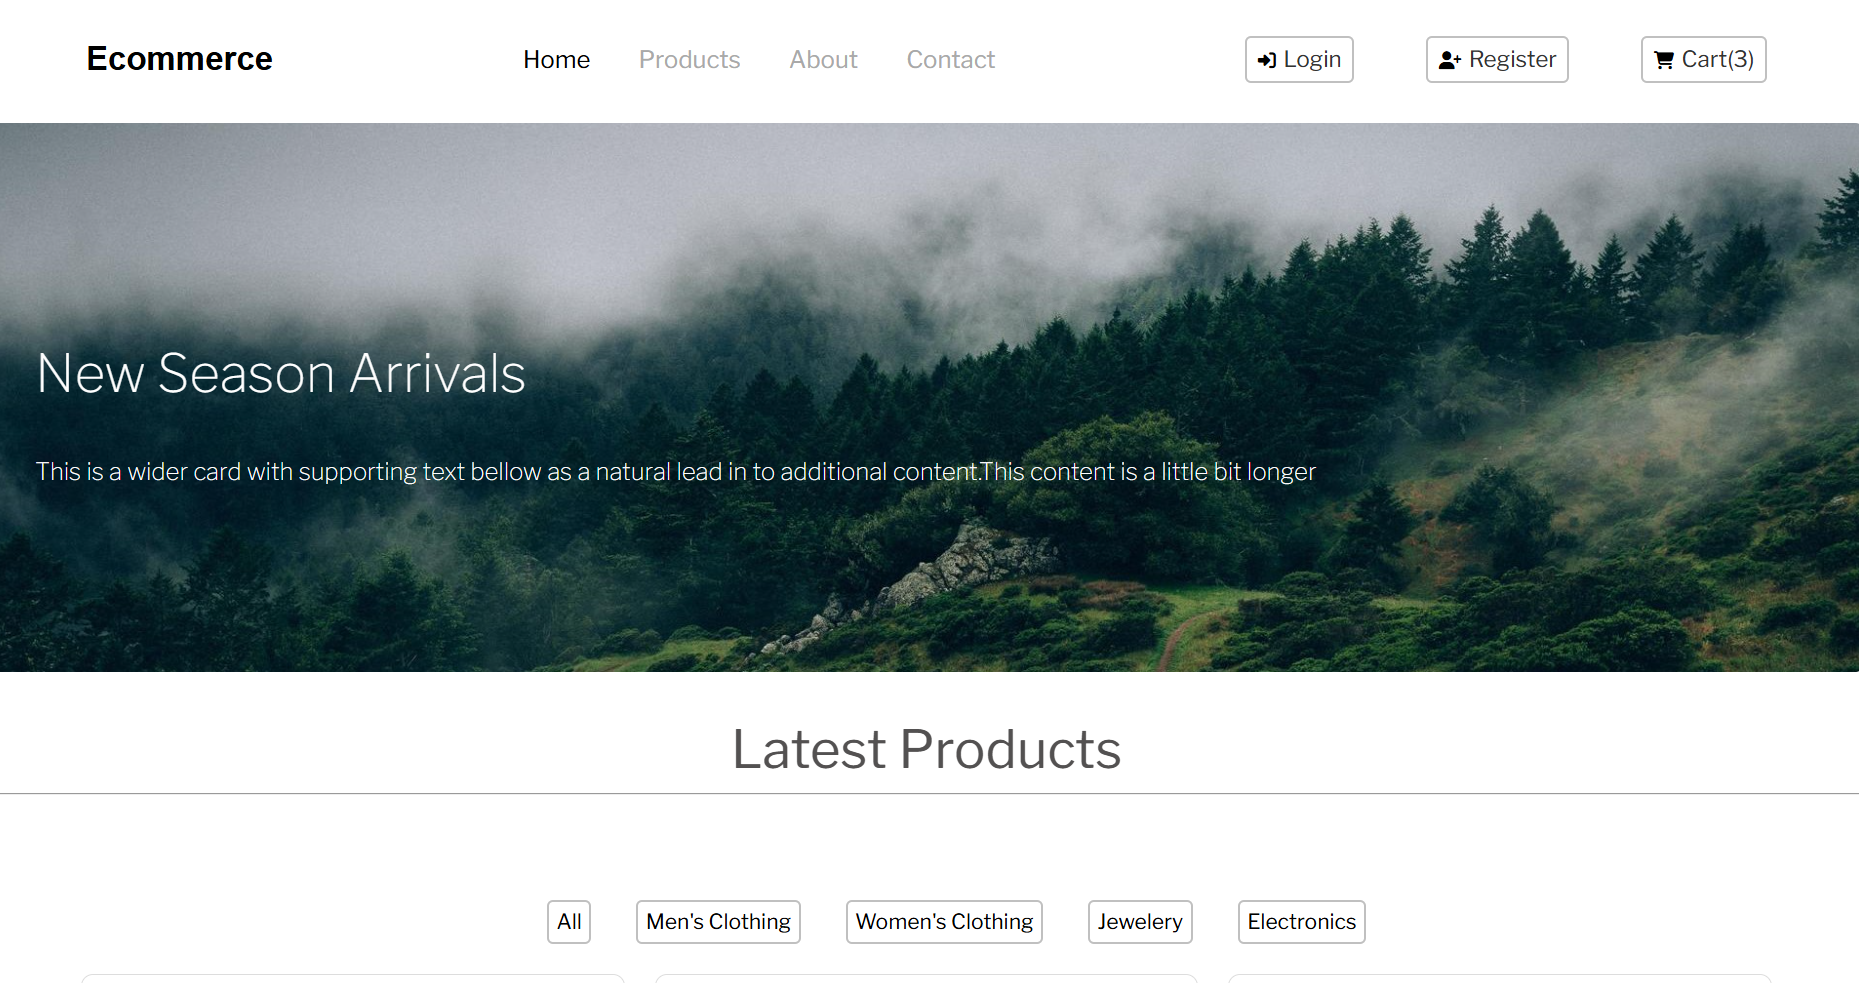 Ecommerce Home Products About Contact Login Register Cart(3)
New Season Arrivals
This is a wider card with supporting text bellow as a natural lead in to additional content.This content is a little bit longer
Latest Products
All Men's Clothing Women's Clothing Jewelery Electronics